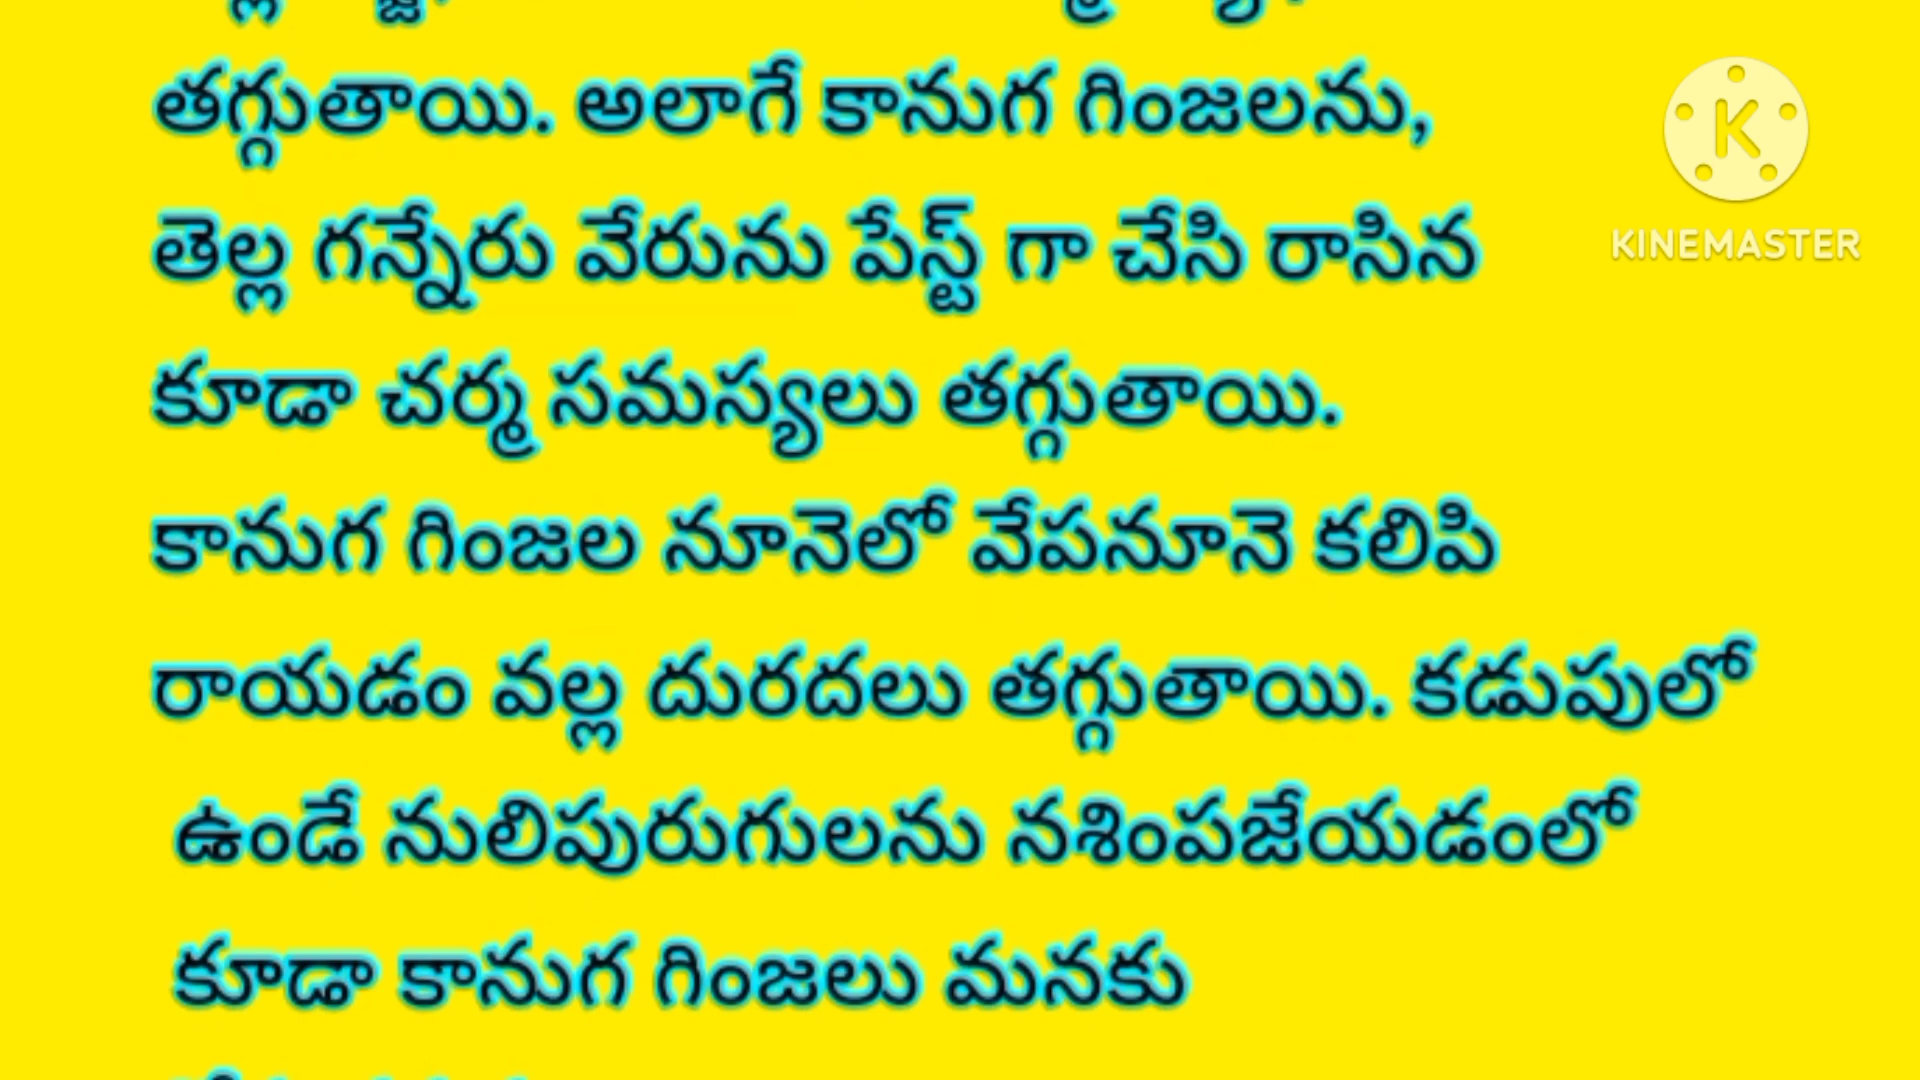 తగ్గుతాయి. అలాగే కానుగ గింజలను,
తెల్ల గన్నేరు వేరును పేస్ట్ గా చేసి రాసిన
కూడా చర్మ సమస్యలు తగ్గుతాయి.
కానుగ గింజల నూనెలో వేపనూనె కలిపి
రాయడం వల్ల దురదలు తగ్గుతాయి. కడుపులో
ఉండే నులిపురుగులను నశింపజేయడంలో
కూడా కానుగ గింజలు మనకు
KINEMASTER